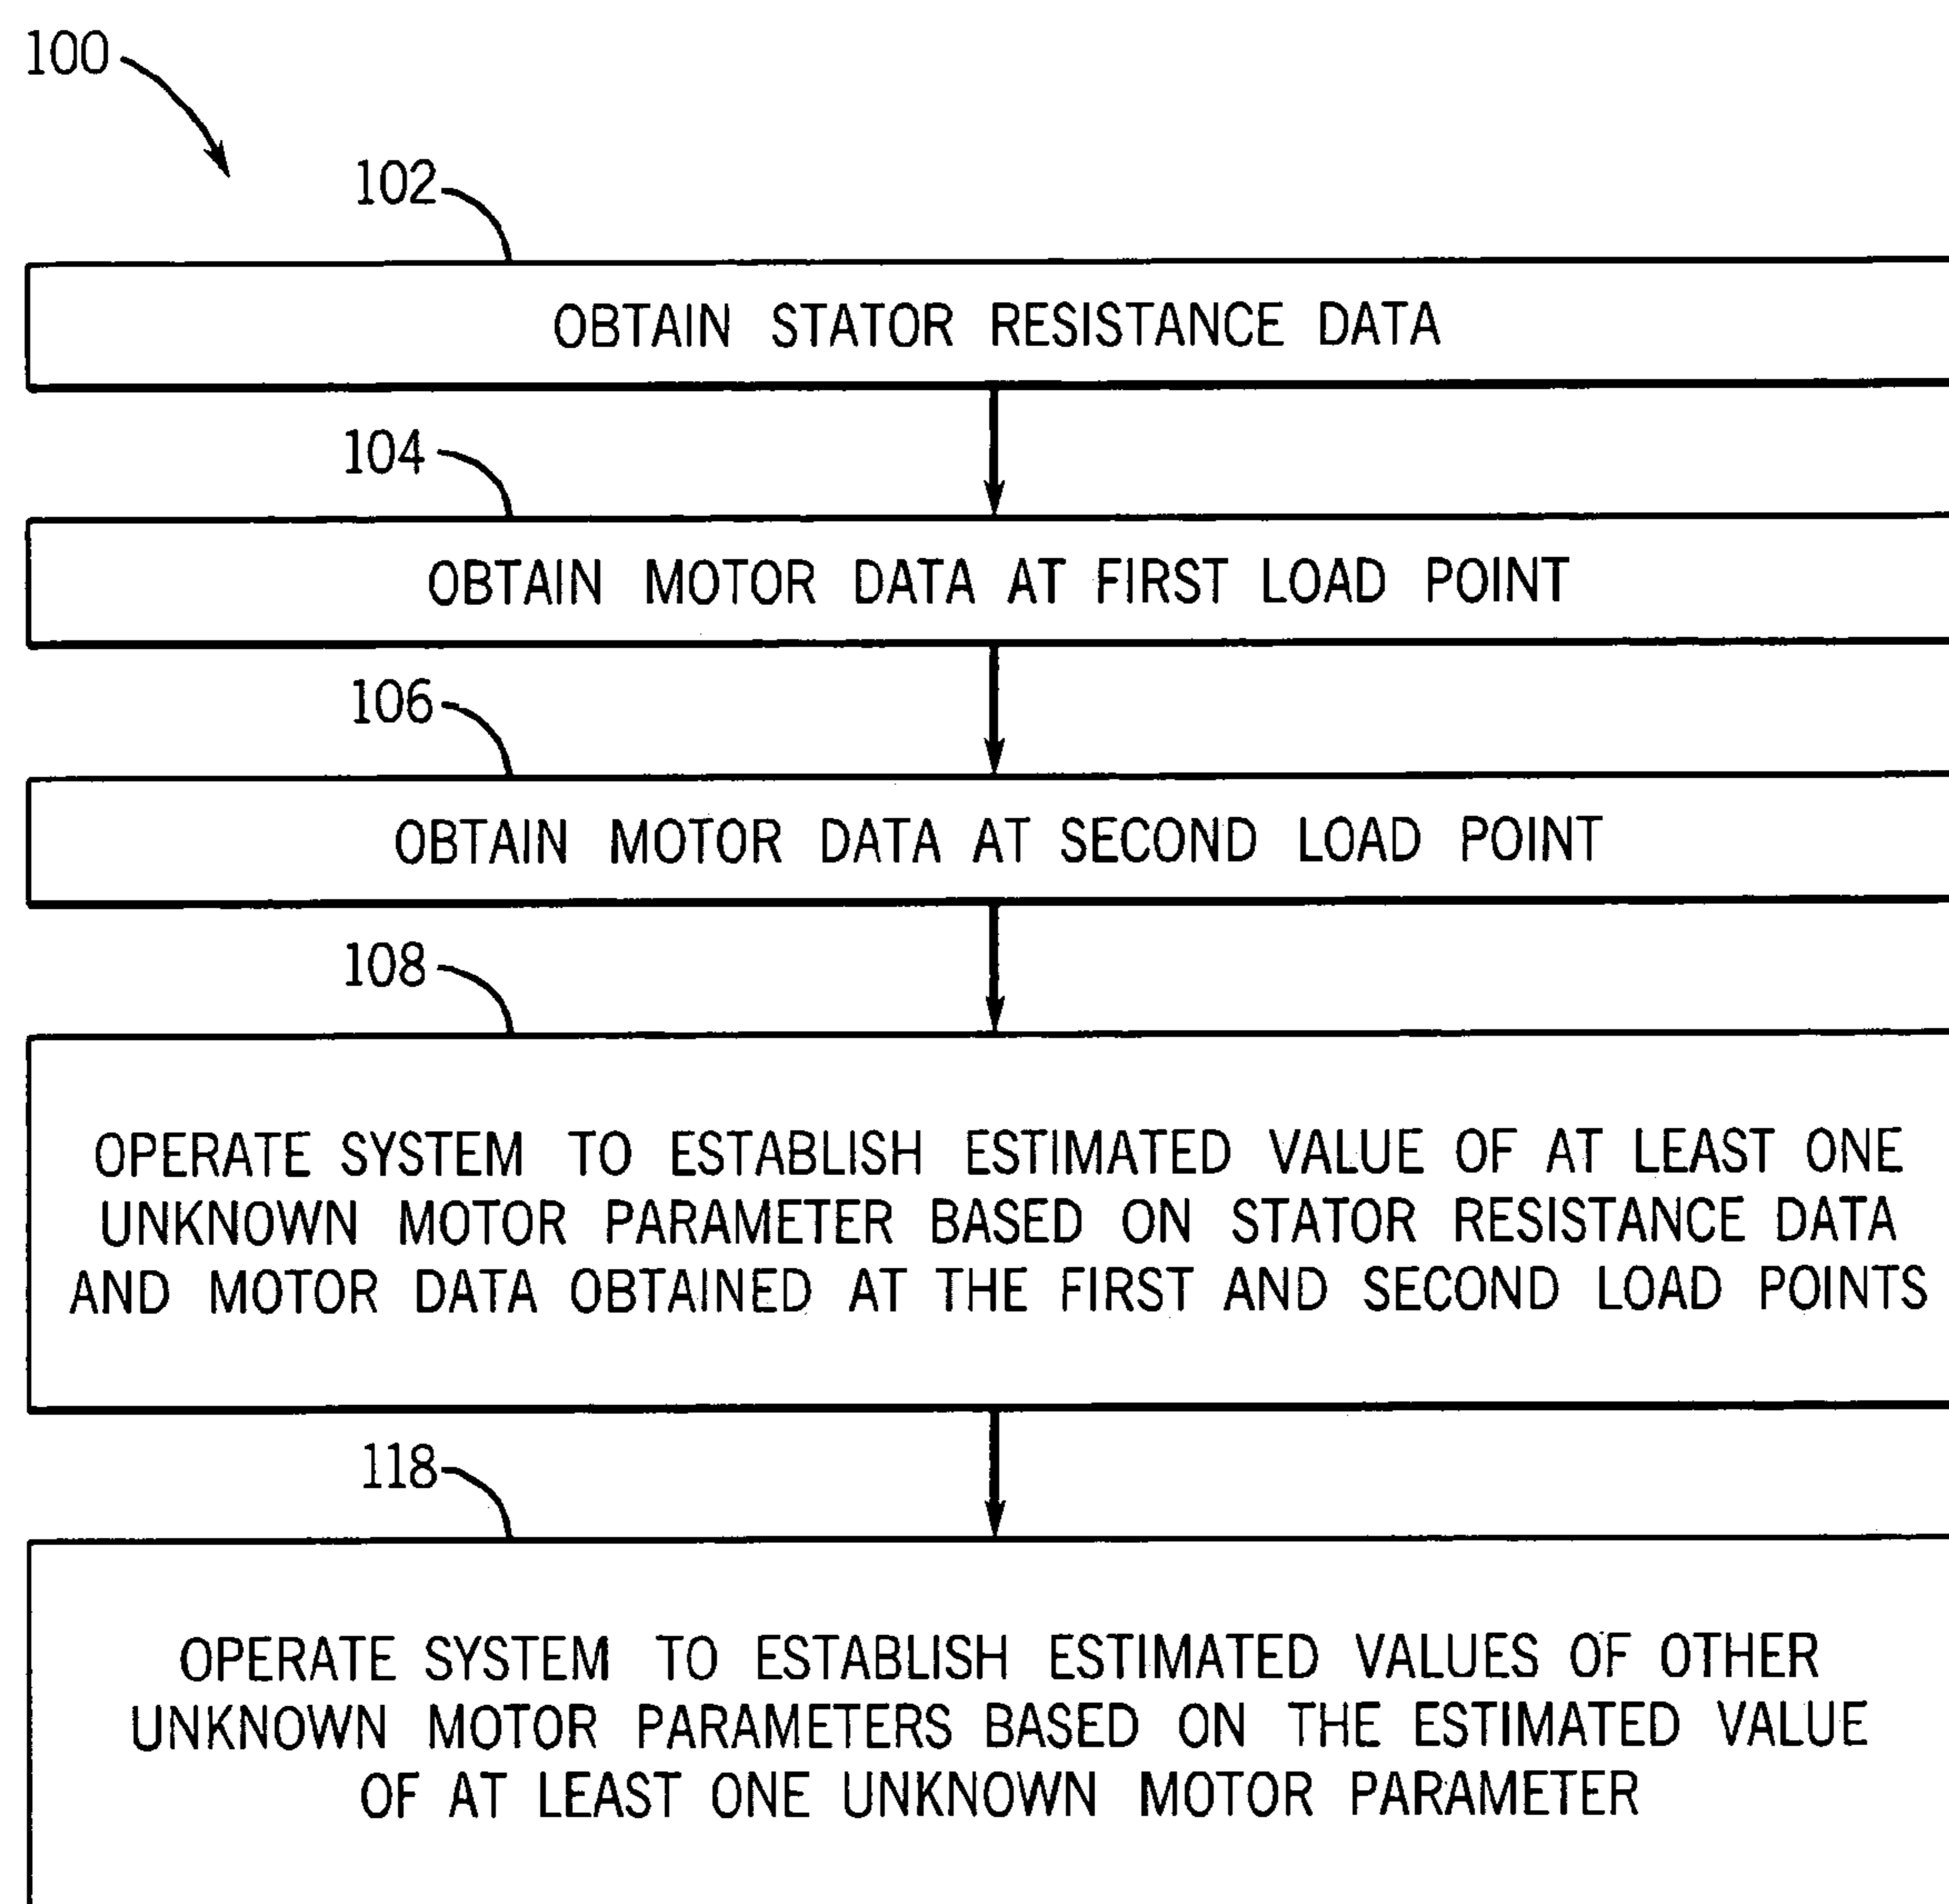 100
102
OBTAIN STATOR RESISTANCE DATA
104
OBTAIN MOTOR DATA AT FIRST LOAD POINT
106
OBTAIN MOTOR DATA AT SECOND LOAD POINT
108
OPERATE SYSTEM TO ESTABLISH ESTIMATED VALUE OF AT LEAST ONE
UNKNOWN MOTOR PARAMETER BASED ON STATOR RESISTANCE DATA
AND MOTOR DATA OBTAINED AT THE FIRST AND SECOND LOAD POINTS
118
OPERATE SYSTEM TO ESTABLISH ESTIMATED VALUES OF OTHER
UNKNOWN MOTOR PARAMETERS BASED ON THE ESTIMATED VALUE
OF AT LEAST ONE UNKNOWN MOTOR PARAMETER